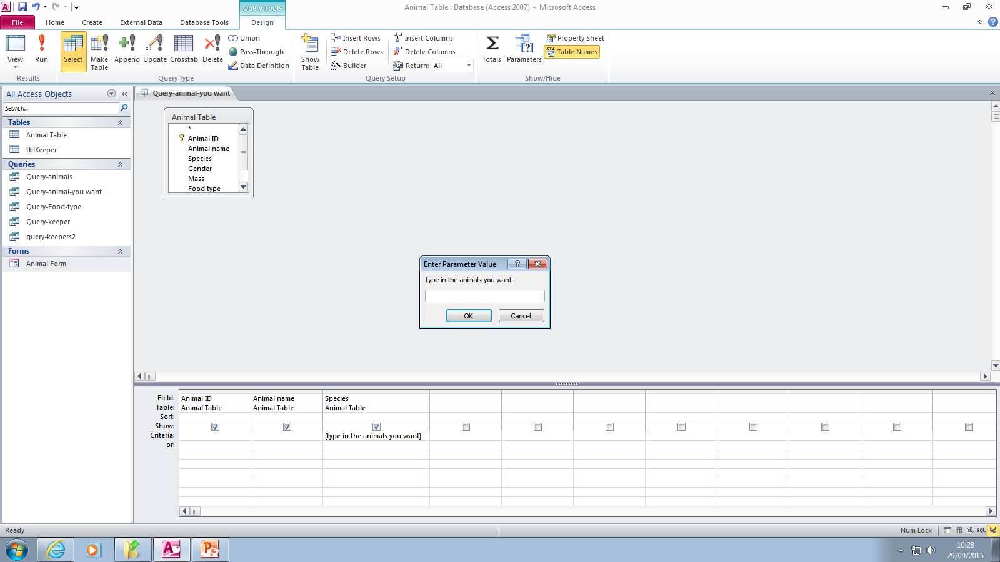 Query Tools
Animal Table : Database (Access 2007) - Microsoft Access
File Home Create External Data Database Tools Design
View
Run
Select
Make Table
Append
Update
Crosstab
Delete
Union
Pass-Through
Data Definition
Show Table
Insert Rows
Delete Rows
Builder
Insert Columns
Delete Columns
Return: All
Totals
Parameters
Property Sheet
XYZ Table Names
Results
Query Type
Query Setup
Show/Hide
All Access Objects
Search...
Tables
Animal Table
tblKeeper
Queries
Query-animals
Query-animal-you want
Query-Food-type
Query-keeper
query-keepers2
Forms
Animal Form
Query-animal-you want
Animal Table
*
Animal ID
Animal name
Species
Gender
Mass
Food type
Enter Parameter Value
type in the animals you want
OK Cancel
Field: Animal ID Animal name Species
Table: Animal Table Animal Table Animal Table
Sort:
Show:
Criteria: [type in the animals you want]
or:
Ready
Num Lock
SQL
10:28
29/09/2015